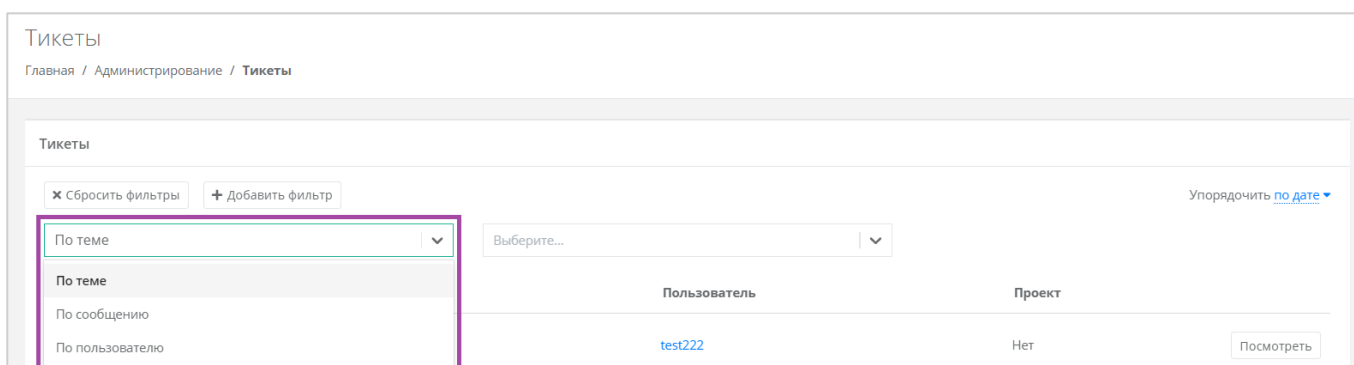 Тикеты
Главная / Администрирование / Тикеты
Тикеты
Сбросить фильтры
Добавить фильтр
Упорядочить по дате
По теме
Выберите...
По теме
По сообщению
По пользователю
Пользователь
Проект
test222
Нет
Посмотреть